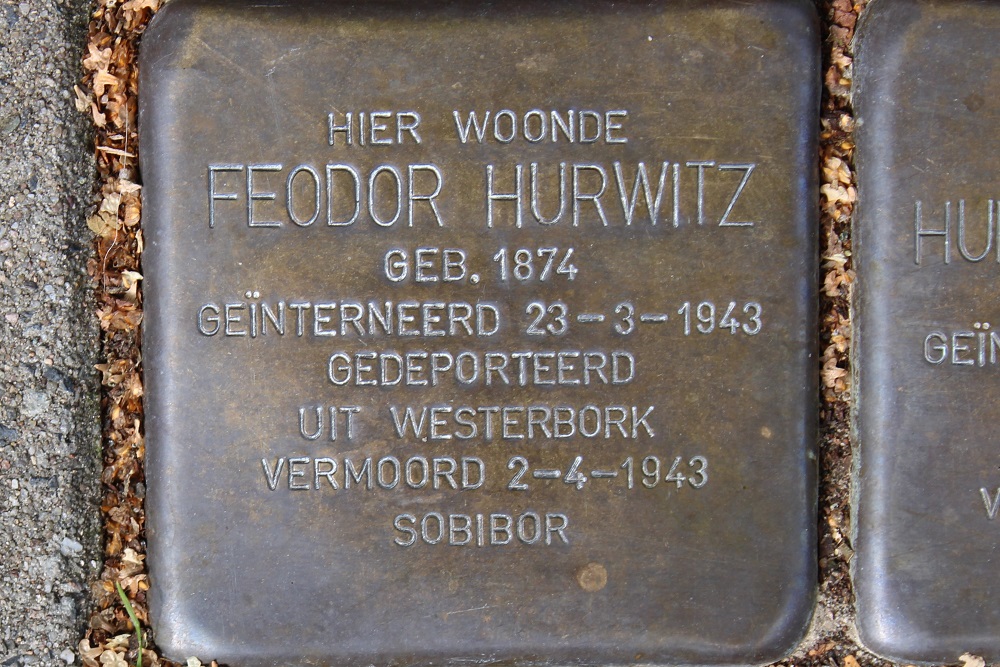 HIER WOONDE
FEODOR HURWITZ
GEB. 1874
GEÏNTERNEERD 23-3-1943
GEDEPORTEERD
UIT WESTERBORK
VERMOORD 2-4-1943
SOBIBOR